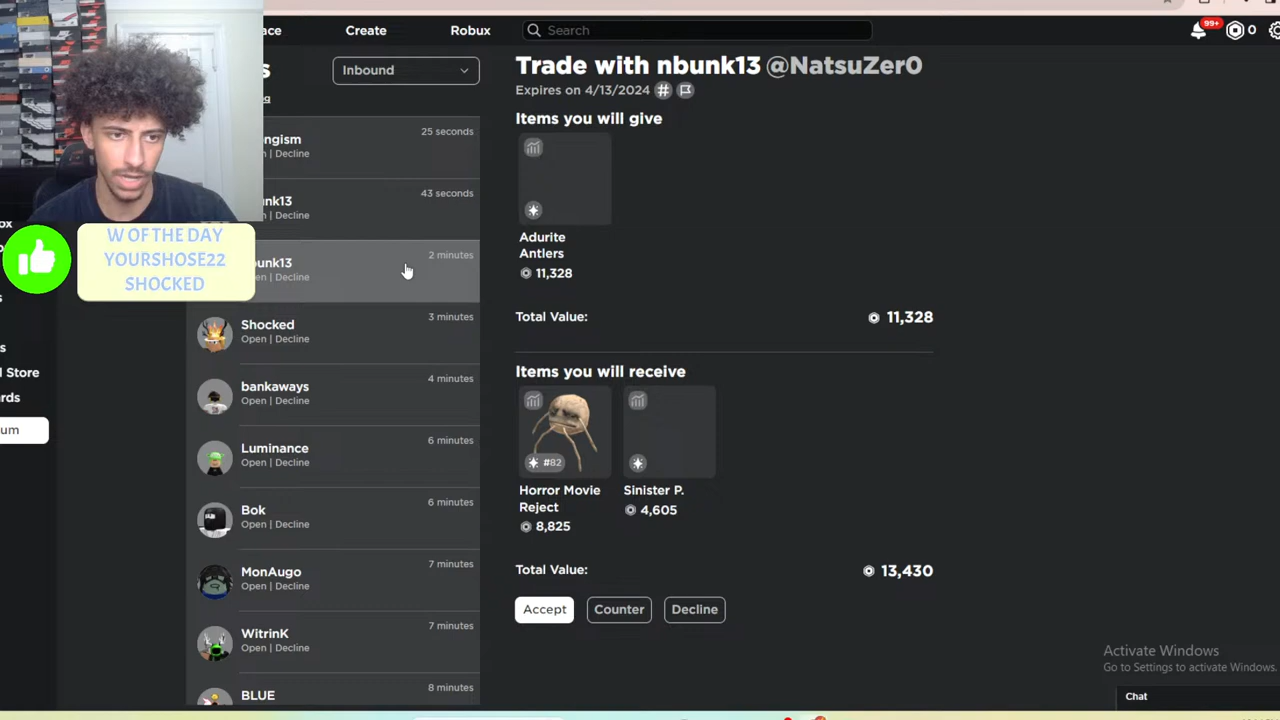 ace
Create
Robux
Search
99+
0
S
Inbound
Trade with nbunk13 @NatsuZer0
Expires on 4/13/2024
Items you will give
Adurite
Antlers
11,328
Total Value:
11,328
Items you will receive
#82
Horror Movie
Reject
8,825
Sinister P.
4,605
Total Value:
13,430
Accept
Counter
Decline
ngism
25 seconds
n | Decline
unk13
43 seconds
en | Decline
bunk13
2 minutes
en | Decline
Shocked
3 minutes
Open | Decline
bankaways
4 minutes
Open | Decline
Luminance
6 minutes
Open | Decline
Bok
6 minutes
Open | Decline
MonAugo
7 minutes
Open | Decline
WitrinK
7 minutes
Open | Decline
BLUE
8 minutes
W OF THE DAY
YOURSHOSE22
SHOCKED
ox
s
s
l Store
rds
um
Activate Windows
Go to Settings to activate Windows.
Chat